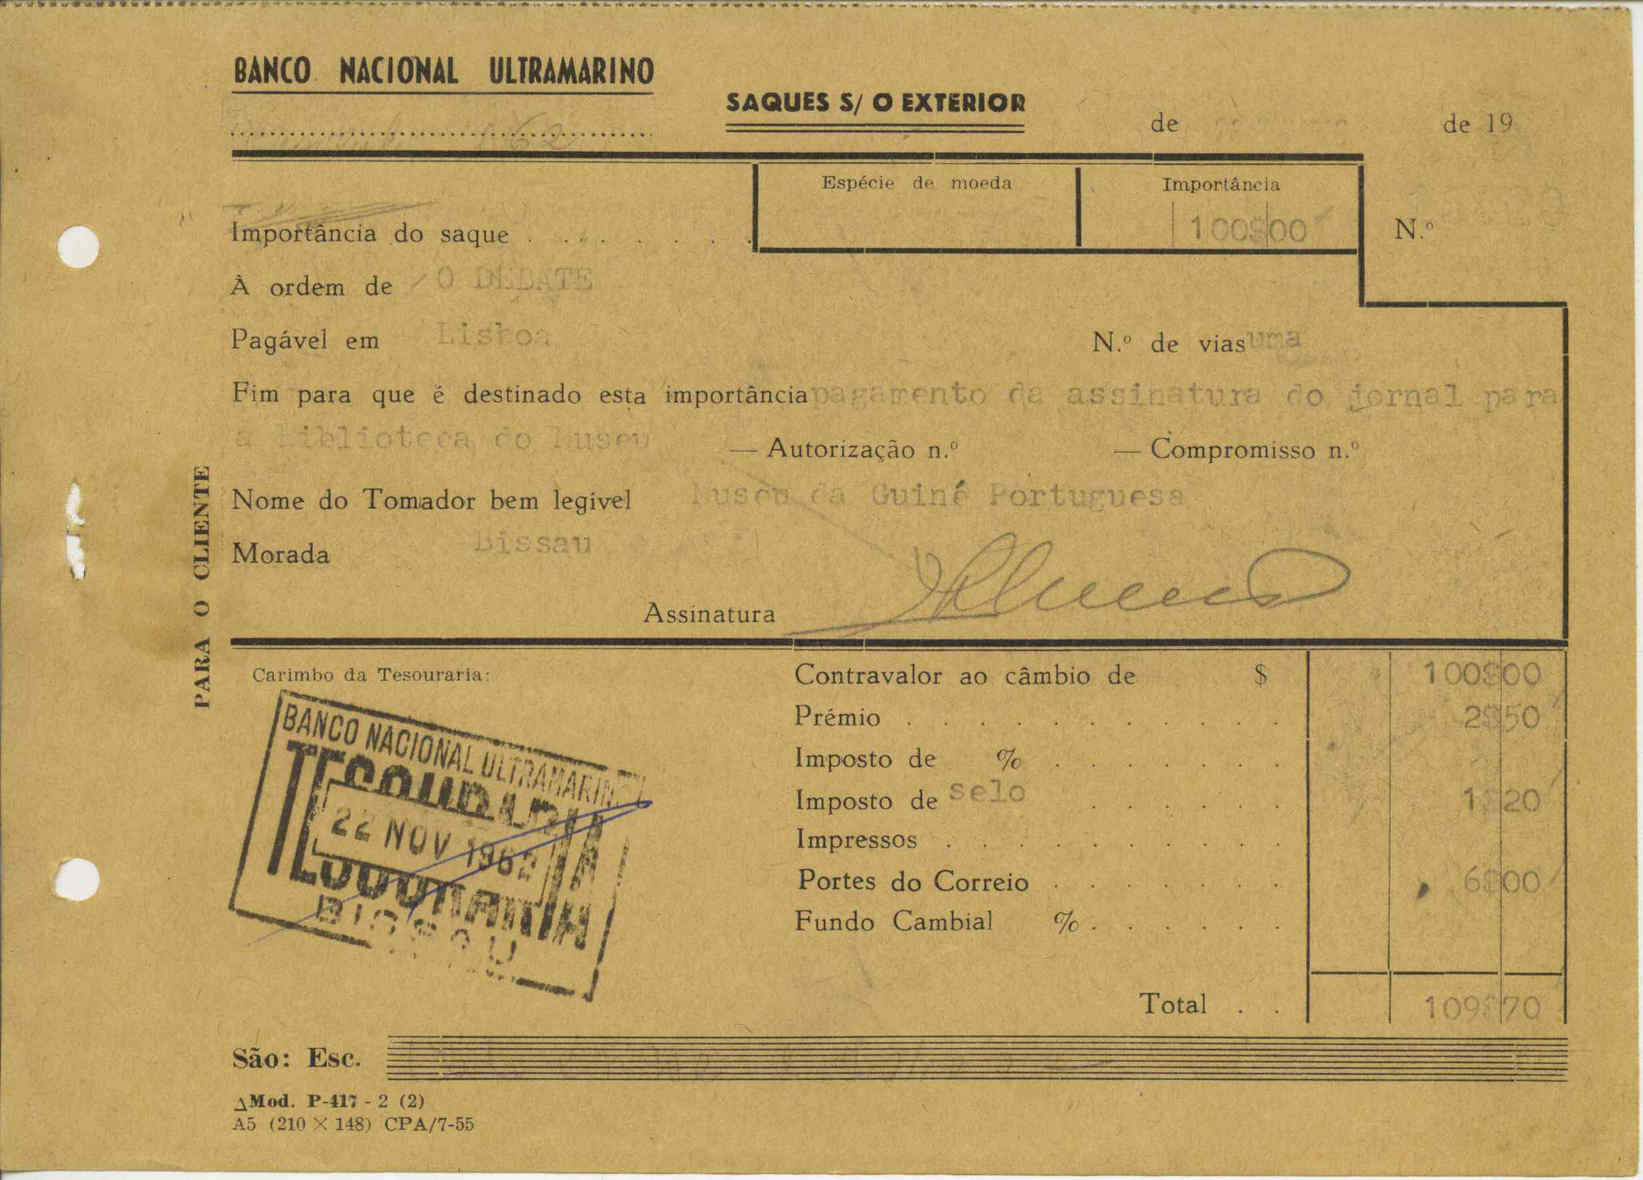 BANCO NACIONAL ULTRAMARINO
SAQUES S/ O EXTERIOR
de de 19
Espécie de moeda Importância
Importância do saque 100$00 N.º
À ordem de O DEBATE
Pagável em Lisboa N.º de vias uma
Fim para que é destinado esta importância pagamento da assinatura do jornal para
a biblioteca do Museu — Autorização n.º — Compromisso n.º
Nome do Tomador bem legível Museu da Guiné Portuguesa
Morada Bissau
Assinatura
PARA O CLIENTE
Carimbo da Tesouraria:
BANCO NACIONAL ULTRAMARINO
TESOURARIA
22 NOV 1962
TESOURARIA
BISSAU
Contravalor ao câmbio de $ 100$00
Prémio 2$50
Imposto de %
Imposto de selo 1$20
Impressos
Portes do Correio 6$00
Fundo Cambial %
Total 109$70
São: Esc.
△Mod. P-417 - 2 (2)
A5 (210 × 148) CPA/7-55